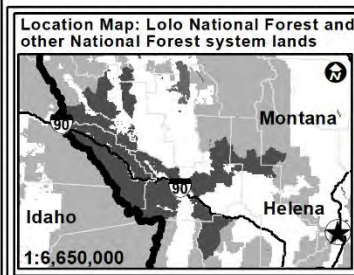 Location Map: Lolo National Forest and
other National Forest system lands
N
90
Montana
90
Idaho
Helena
1:6,650,000